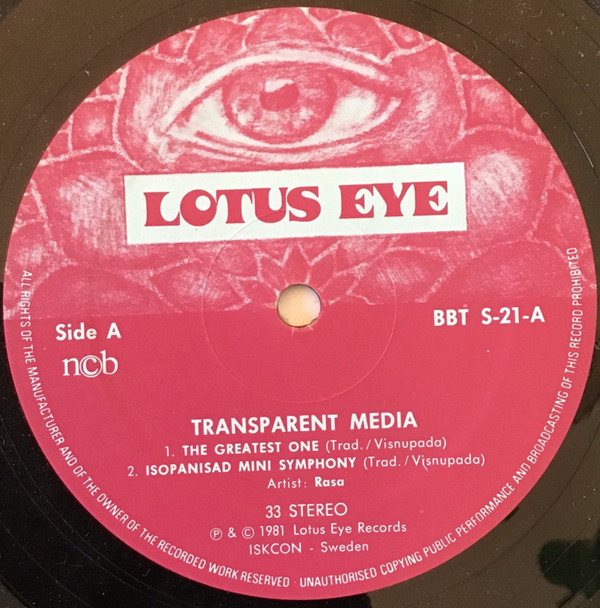 LOTUS EYE
Side A
BBT S-21-A
n©b
TRANSPARENT MEDIA
1. THE GREATEST ONE (Trad./Visnupada)
2. ISOPANISAD MINI SYMPHONY (Trad./Visnupada)
Artist: Rasa
33 STEREO
℗ & © 1981 Lotus Eye Records
ISKCON - Sweden
ALL RIGHTS OF THE MANUFACTURER AND OF THE OWNER OF THE RECORDED WORK RESERVED · UNAUTHORISED COPYING PUBLIC PERFORMANCE AND BROADCASTING OF THIS RECORD PROHIBITED